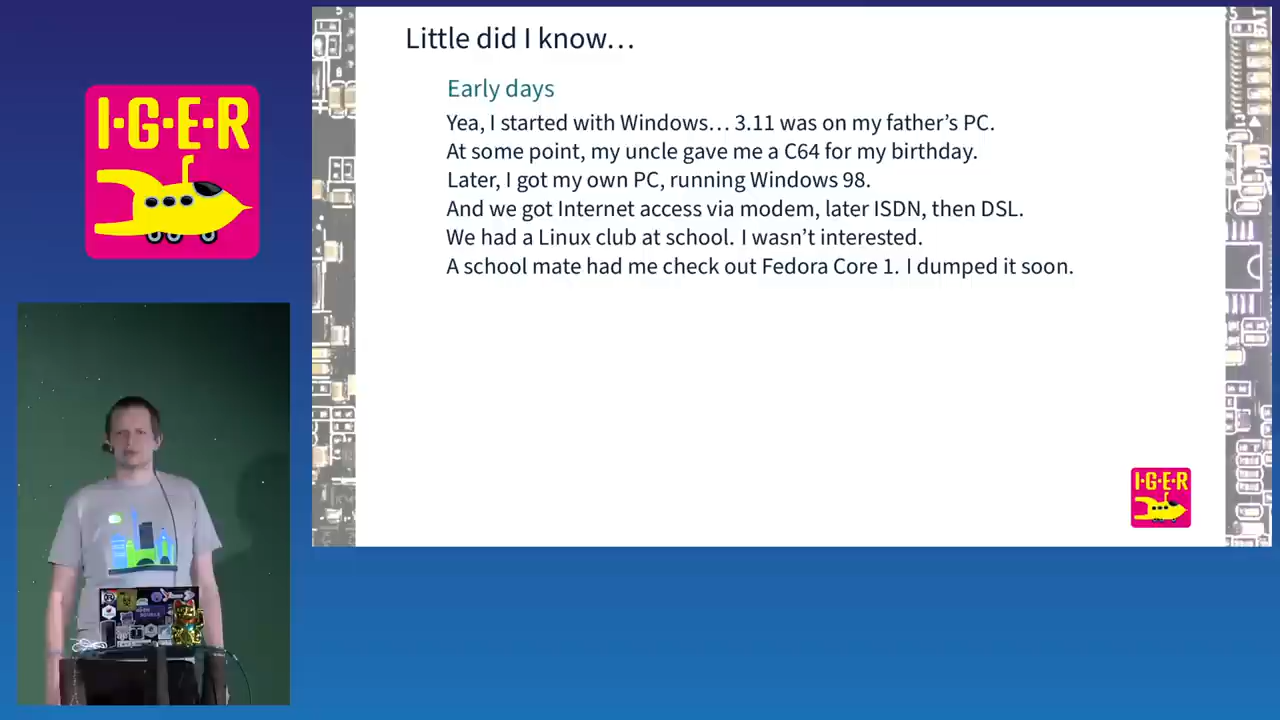 I·G·E·R
Little did I know…
Early days
Yea, I started with Windows… 3.11 was on my father’s PC.
At some point, my uncle gave me a C64 for my birthday.
Later, I got my own PC, running Windows 98.
And we got Internet access via modem, later ISDN, then DSL.
We had a Linux club at school. I wasn’t interested.
A school mate had me check out Fedora Core 1. I dumped it soon.
I·G·E·R